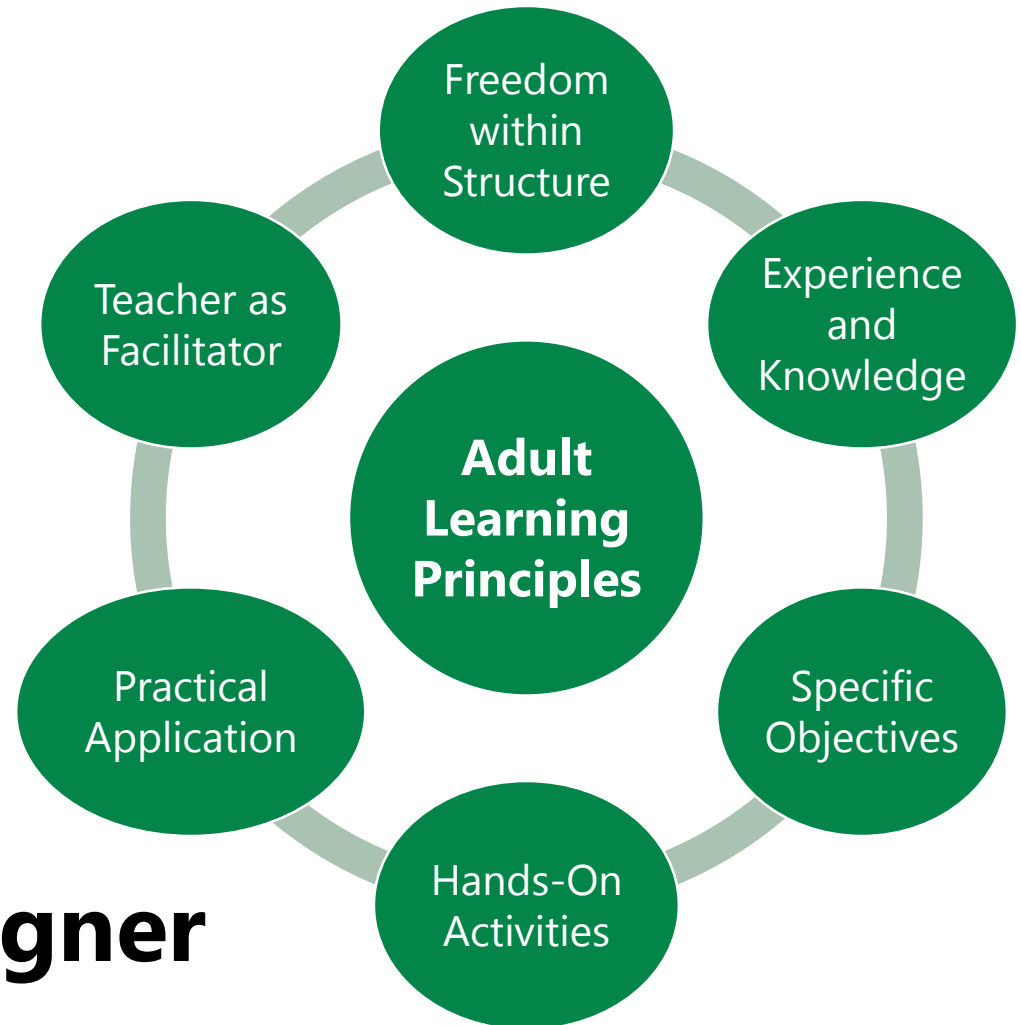 Freedom
within
Structure
Experience
and
Knowledge
Specific
Objectives
Hands-On
Activities
Practical
Application
Teacher as
Facilitator
Adult
Learning
Principles
gner